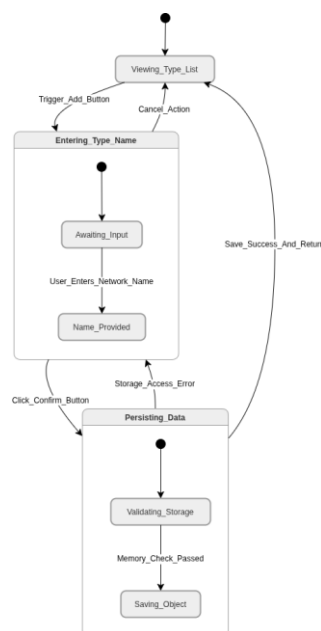 Viewing_Type_List
Trigger_Add_Button
Cancel_Action
Entering_Type_Name
Awaiting_Input
Save_Success_And_Return
User_Enters_Network_Name
Name_Provided
Storage_Access_Error
Click_Confirm_Button
Persisting_Data
Validating_Storage
Memory_Check_Passed
Saving_Object